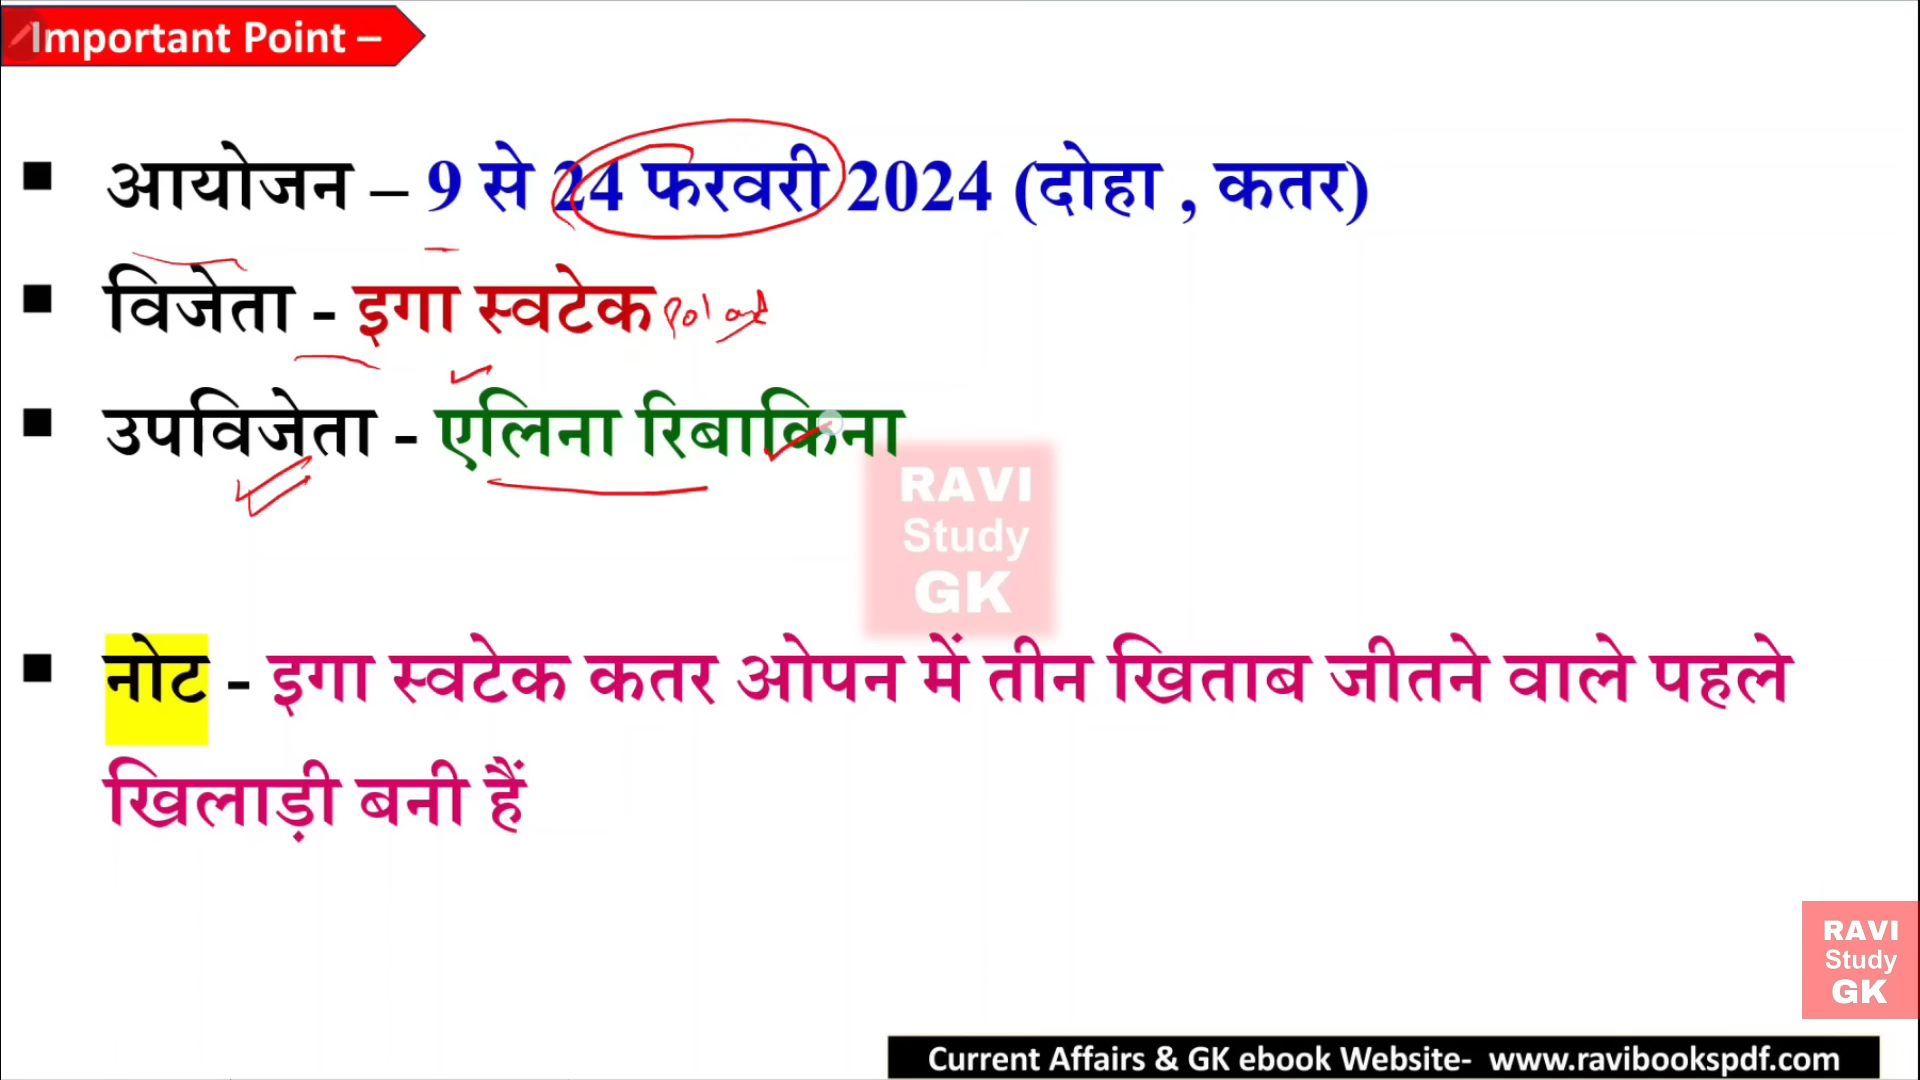 Important Point –
▪ आयोजन – 9 से 24 फरवरी 2024 (दोहा , कतर)
▪ विजेता - इगा स्वटेक Poland
▪ उपविजेता - एलिना रिबाकिना
RAVI
Study
GK
▪ नोट - इगा स्वटेक कतर ओपन में तीन खिताब जीतने वाले पहले
खिलाड़ी बनी हैं
RAVI
Study
GK
Current Affairs & GK ebook Website- www.ravibookspdf.com